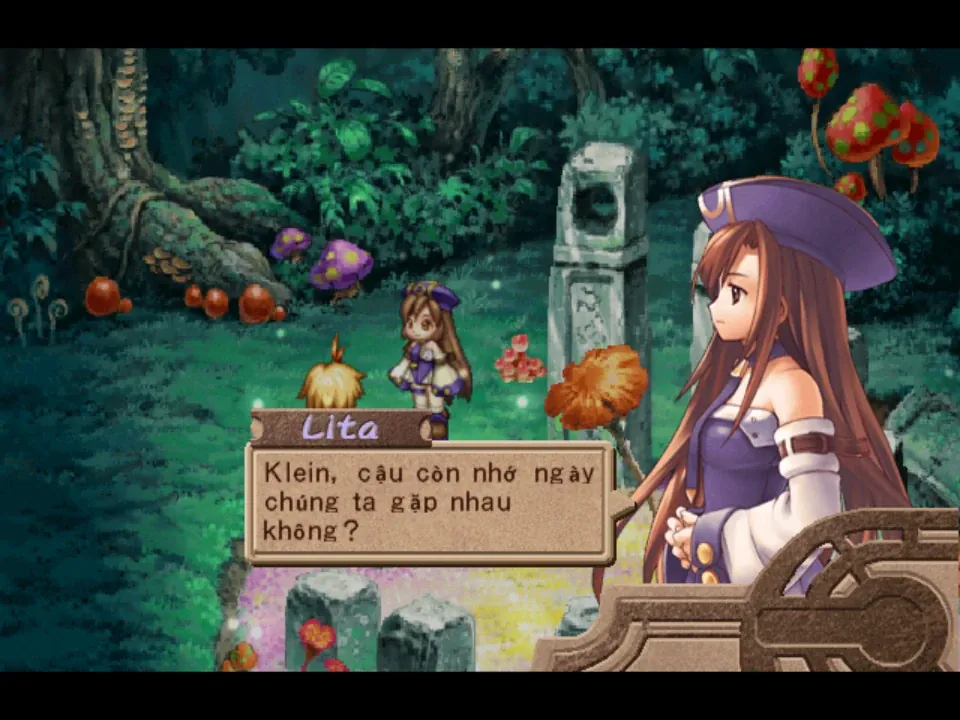 Lita
Klein, cậu còn nhớ ngày
chúng ta gặp nhau
không?